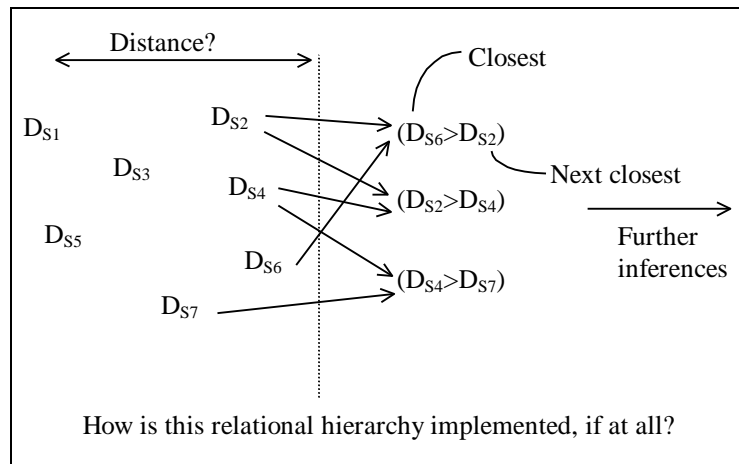 Distance?
Closest
D_S1
D_S2
(D_S6>D_S2)
D_S3
Next closest
D_S4
(D_S2>D_S4)
D_S5
Further
inferences
D_S6
(D_S4>D_S7)
D_S7
How is this relational hierarchy implemented, if at all?